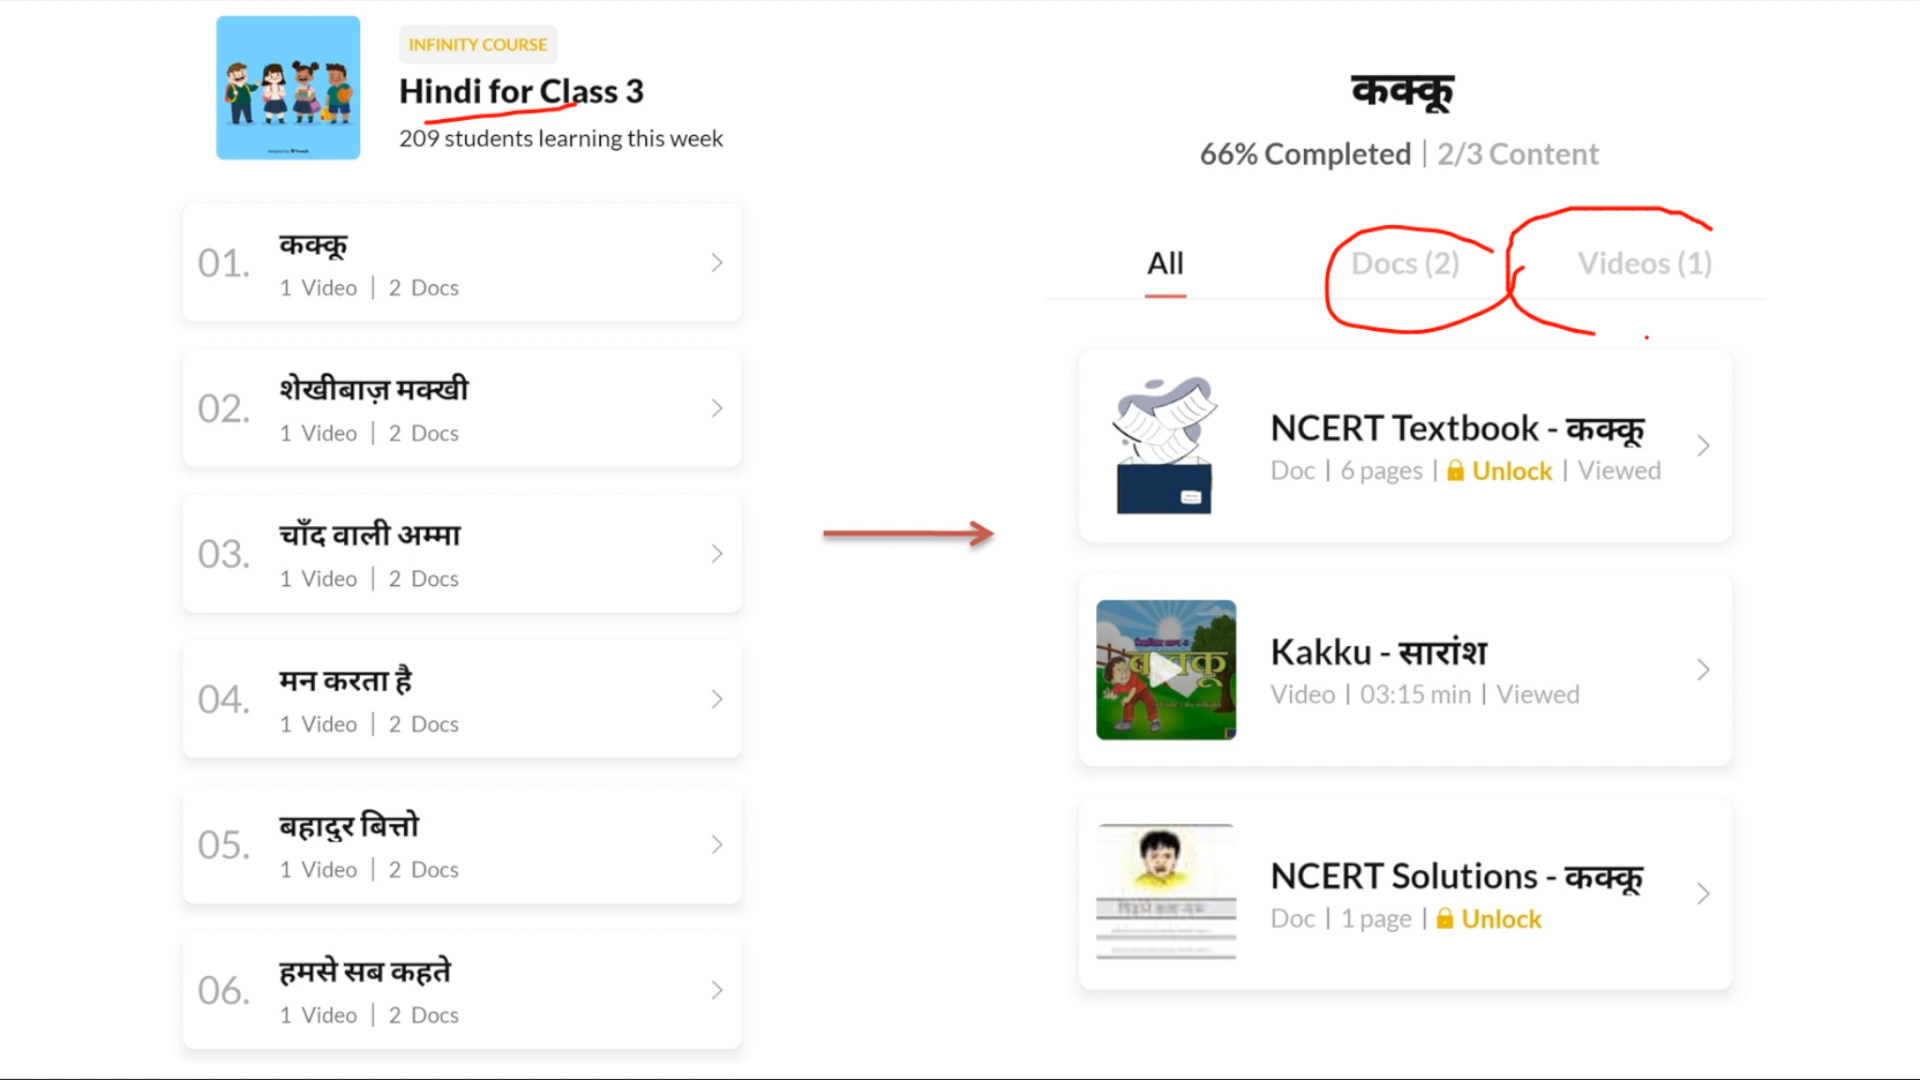 INFINITY COURSE
Hindi for Class 3
209 students learning this week
01.
कक्कू
1 Video | 2 Docs
02.
शेखीबाज़ मक्खी
1 Video | 2 Docs
03.
चाँद वाली अम्मा
1 Video | 2 Docs
04.
मन करता है
1 Video | 2 Docs
05.
बहादुर बित्तो
1 Video | 2 Docs
06.
हमसे सब कहते
1 Video | 2 Docs
कक्कू
66% Completed | 2/3 Content
All Docs (2) Videos (1)
NCERT Textbook - कक्कू
Doc | 6 pages | Unlock | Viewed
कक्कू
Kakku - सारांश
Video | 03:15 min | Viewed
NCERT Solutions - कक्कू
Doc | 1 page | Unlock